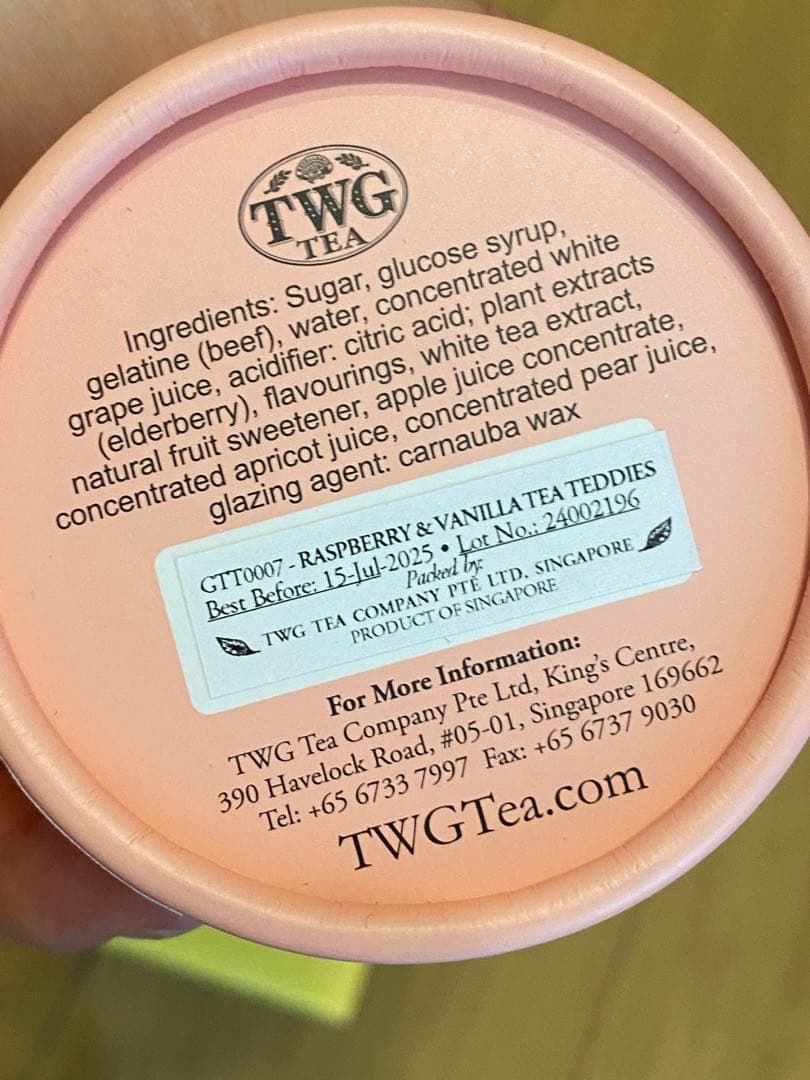 TWG
TEA
Ingredients: Sugar, glucose syrup,
gelatine (beef), water, concentrated white
grape juice, acidifier: citric acid; plant extracts
(elderberry), flavourings, white tea extract,
natural fruit sweetener, apple juice concentrate,
concentrated apricot juice, concentrated pear juice,
glazing agent: carnauba wax
GTT0007 - RASPBERRY & VANILLA TEA TEDDIES
Best Before: 15-Jul-2025 • Lot No.: 24002196
Packed by:
TWG TEA COMPANY PTE LTD. SINGAPORE
PRODUCT OF SINGAPORE
For More Information:
TWG Tea Company Pte Ltd, King's Centre,
390 Havelock Road, #05-01, Singapore 169662
Tel: +65 6733 7997 Fax: +65 6737 9030
TWGTea.com